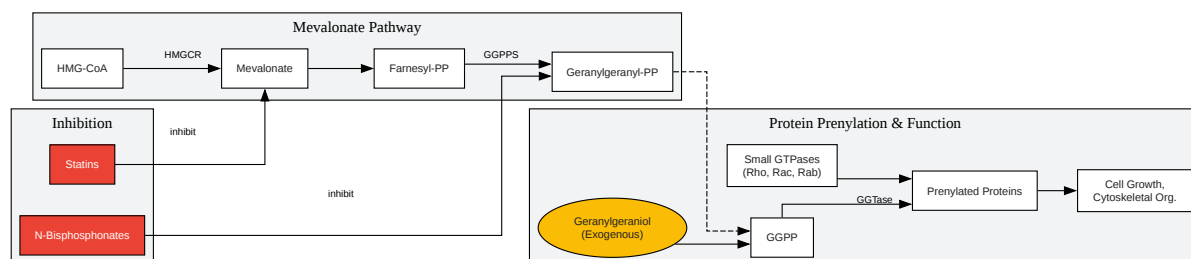 Mevalonate Pathway
HMG-CoA
HMGCR
Mevalonate
Farnesyl-PP
GGPPS
Geranylgeranyl-PP
Inhibition
inhibit
Statins
inhibit
N-Bisphosphonates
Protein Prenylation & Function
Small GTPases
(Rho, Rac, Rab)
Prenylated Proteins
Cell Growth,
Cytoskeletal Org.
GGTase
Geranylgeraniol
(Exogenous)
GGPP